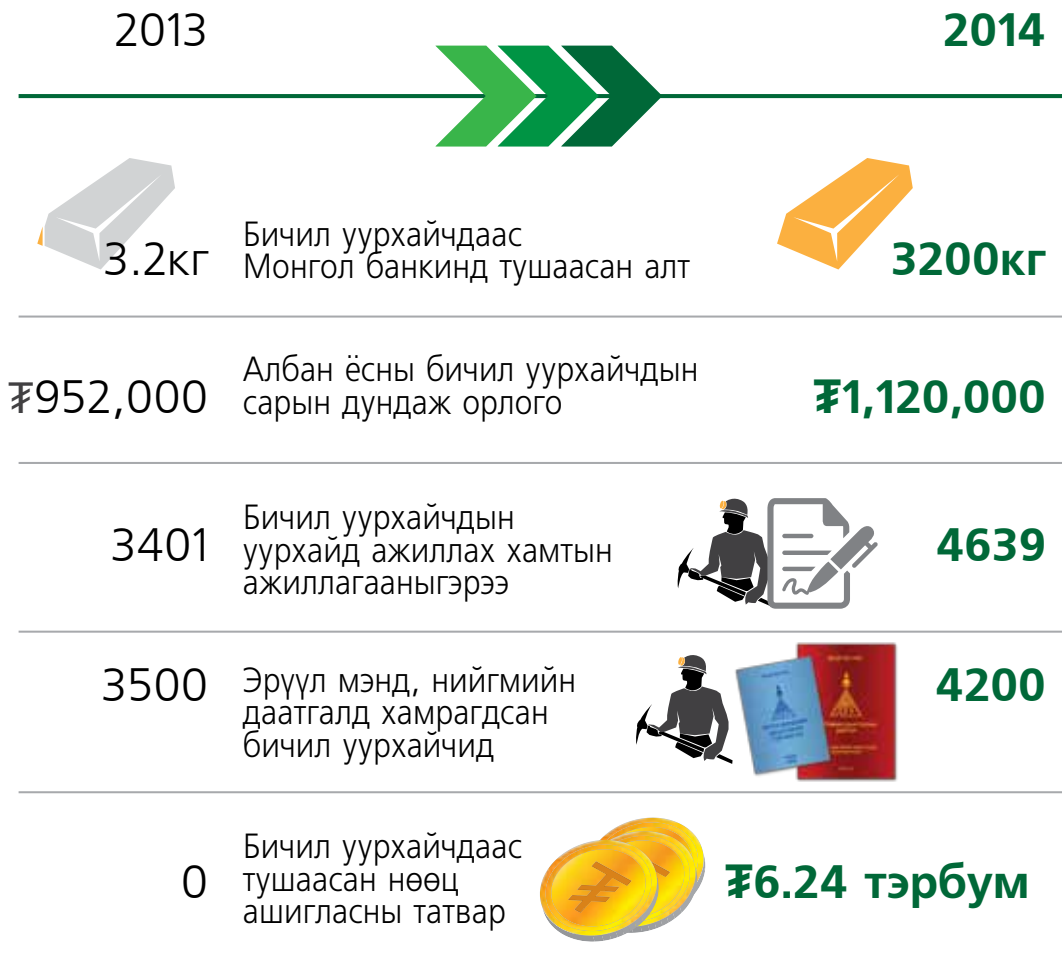 2013
2014
3.2кг
Бичил уурхайчдаас
Монгол банкинд тушаасан алт
3200кг
₮952,000
Албан ёсны бичил уурхайчдын
сарын дундаж орлого
₮1,120,000
3401
Бичил уурхайчдын
уурхайд ажиллах хамтын
ажиллагааныгэрээ
4639
3500
Эрүүл мэнд, нийгмийн
даатгалд хамрагдсан
бичил уурхайчид
4200
0
Бичил уурхайчдаас
тушаасан нөөц
ашигласны татвар
₮
₮6.24 тэрбум